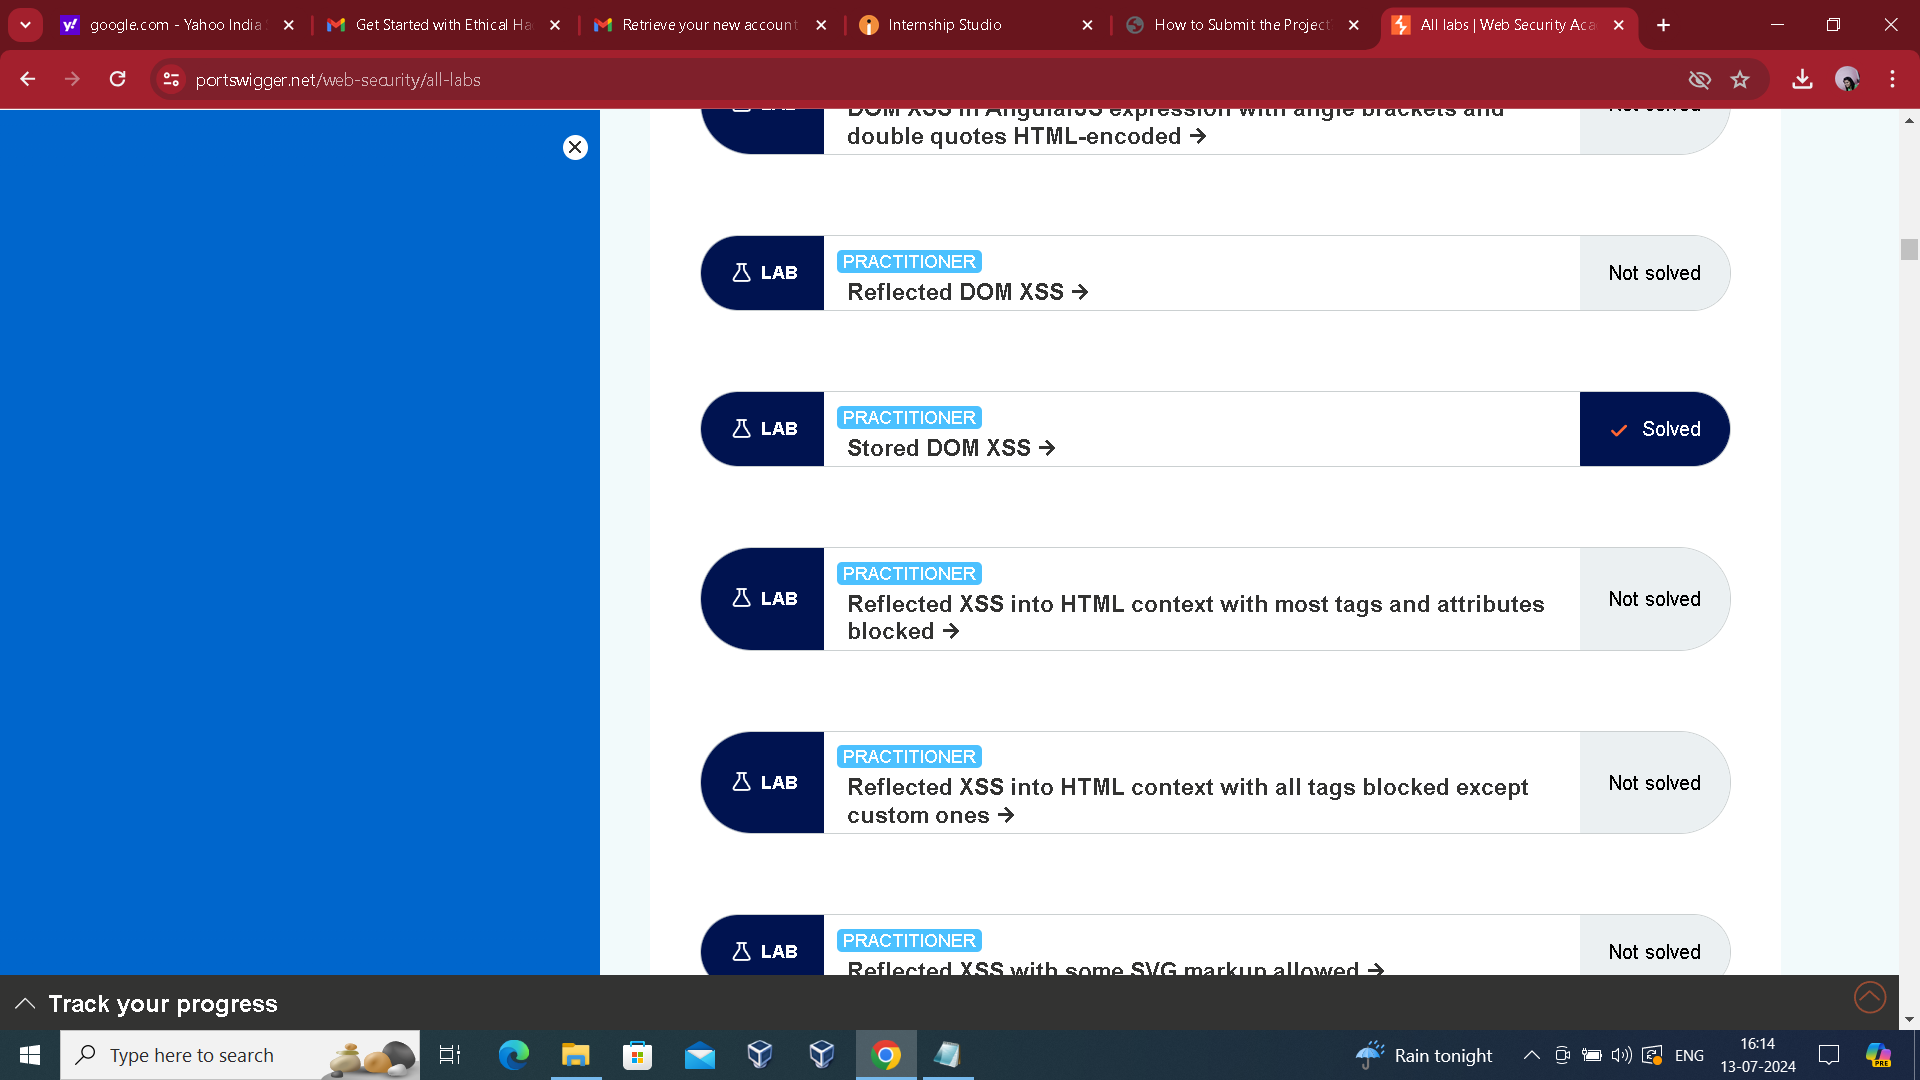 google.com - Yahoo India
Get Started with Ethical Ha
Retrieve your new account
Internship Studio
How to Submit the Project
All labs | Web Security Aca
portswigger.net/web-security/all-labs
DOM XSS in AngularJS expression with angle brackets and
double quotes HTML-encoded →
Not solved
LAB
PRACTITIONER
Reflected DOM XSS →
Not solved
LAB
PRACTITIONER
Stored DOM XSS →
Solved
LAB
PRACTITIONER
Reflected XSS into HTML context with most tags and attributes
blocked →
Not solved
LAB
PRACTITIONER
Reflected XSS into HTML context with all tags blocked except
custom ones →
Not solved
LAB
PRACTITIONER
Reflected XSS with some SVG markup allowed →
Not solved
Track your progress
Type here to search
Rain tonight
ENG
16:14
13-07-2024
PRE